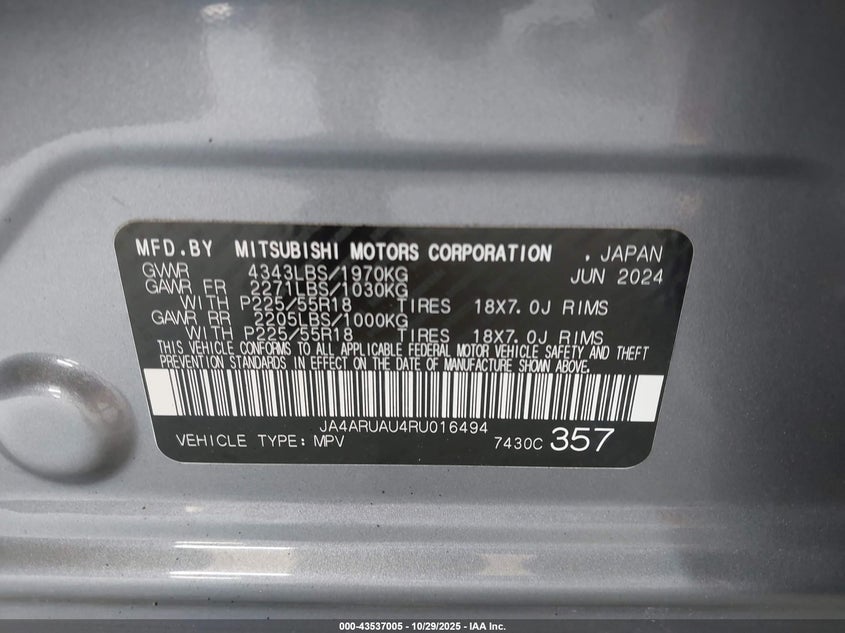 MFD.BY MITSUBISHI MOTORS CORPORATION . JAPAN
GVWR 4343LBS/1970KG JUN 2024
GAWR FR 2271LBS/1030KG
WITH P225/55R18 TIRES 18X7.0J RIMS
GAWR RR 2205LBS/1000KG
WITH P225/55R18 TIRES 18X7.0J RIMS
THIS VEHICLE CONFORMS TO ALL APPLICABLE FEDERAL MOTOR VEHICLE SAFETY AND THEFT
PREVENTION STANDARDS IN EFFECT ON THE DATE OF MANUFACTURE SHOWN ABOVE.
JA4ARUAU4RU016494
VEHICLE TYPE: MPV 7430C 357
000-43537005 - 10/29/2025 - IAA Inc.